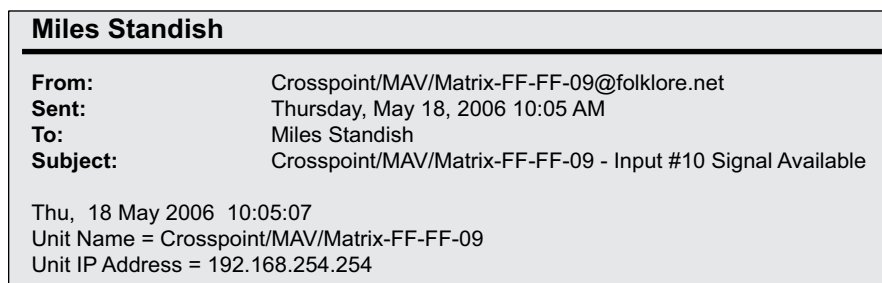 Miles Standish
From: Crosspoint/MAV/Matrix-FF-FF-09@folklore.net
Sent: Thursday, May 18, 2006 10:05 AM
To: Miles Standish
Subject: Crosspoint/MAV/Matrix-FF-FF-09 - Input #10 Signal Available
Thu, 18 May 2006 10:05:07
Unit Name = Crosspoint/MAV/Matrix-FF-FF-09
Unit IP Address = 192.168.254.254